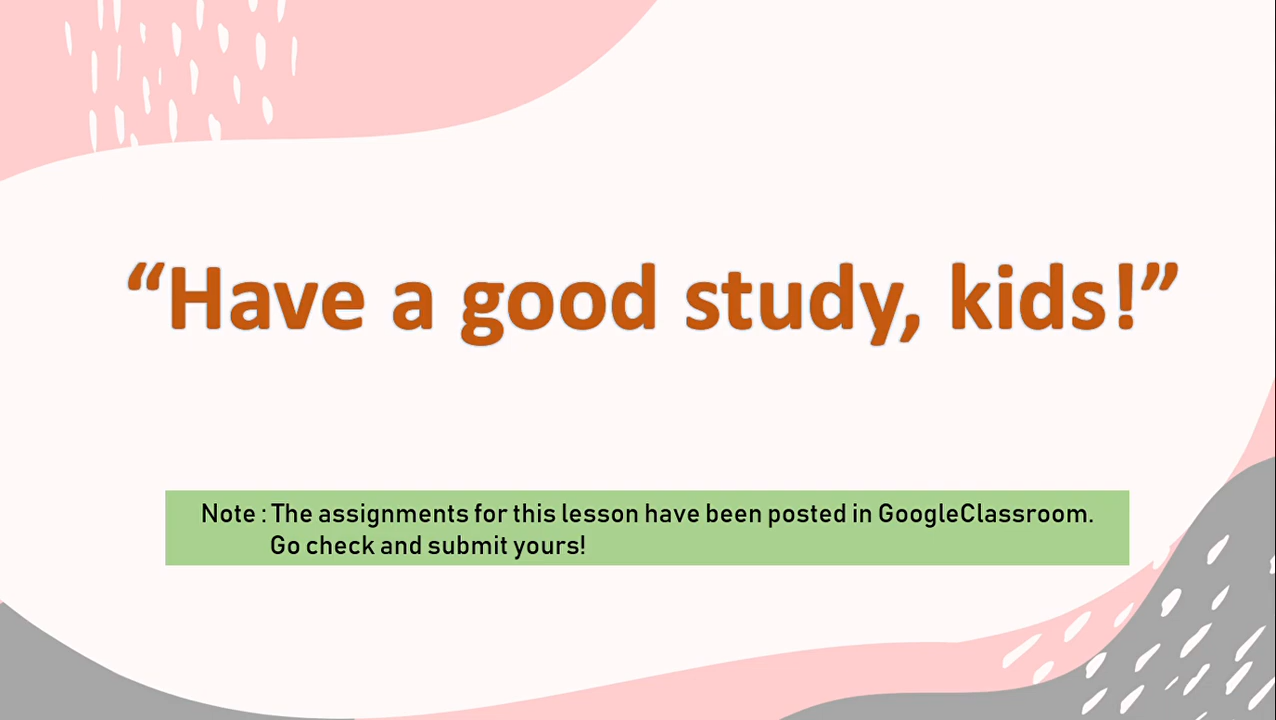 “Have a good study, kids!”
Note : The assignments for this lesson have been posted in GoogleClassroom.
Go check and submit yours!